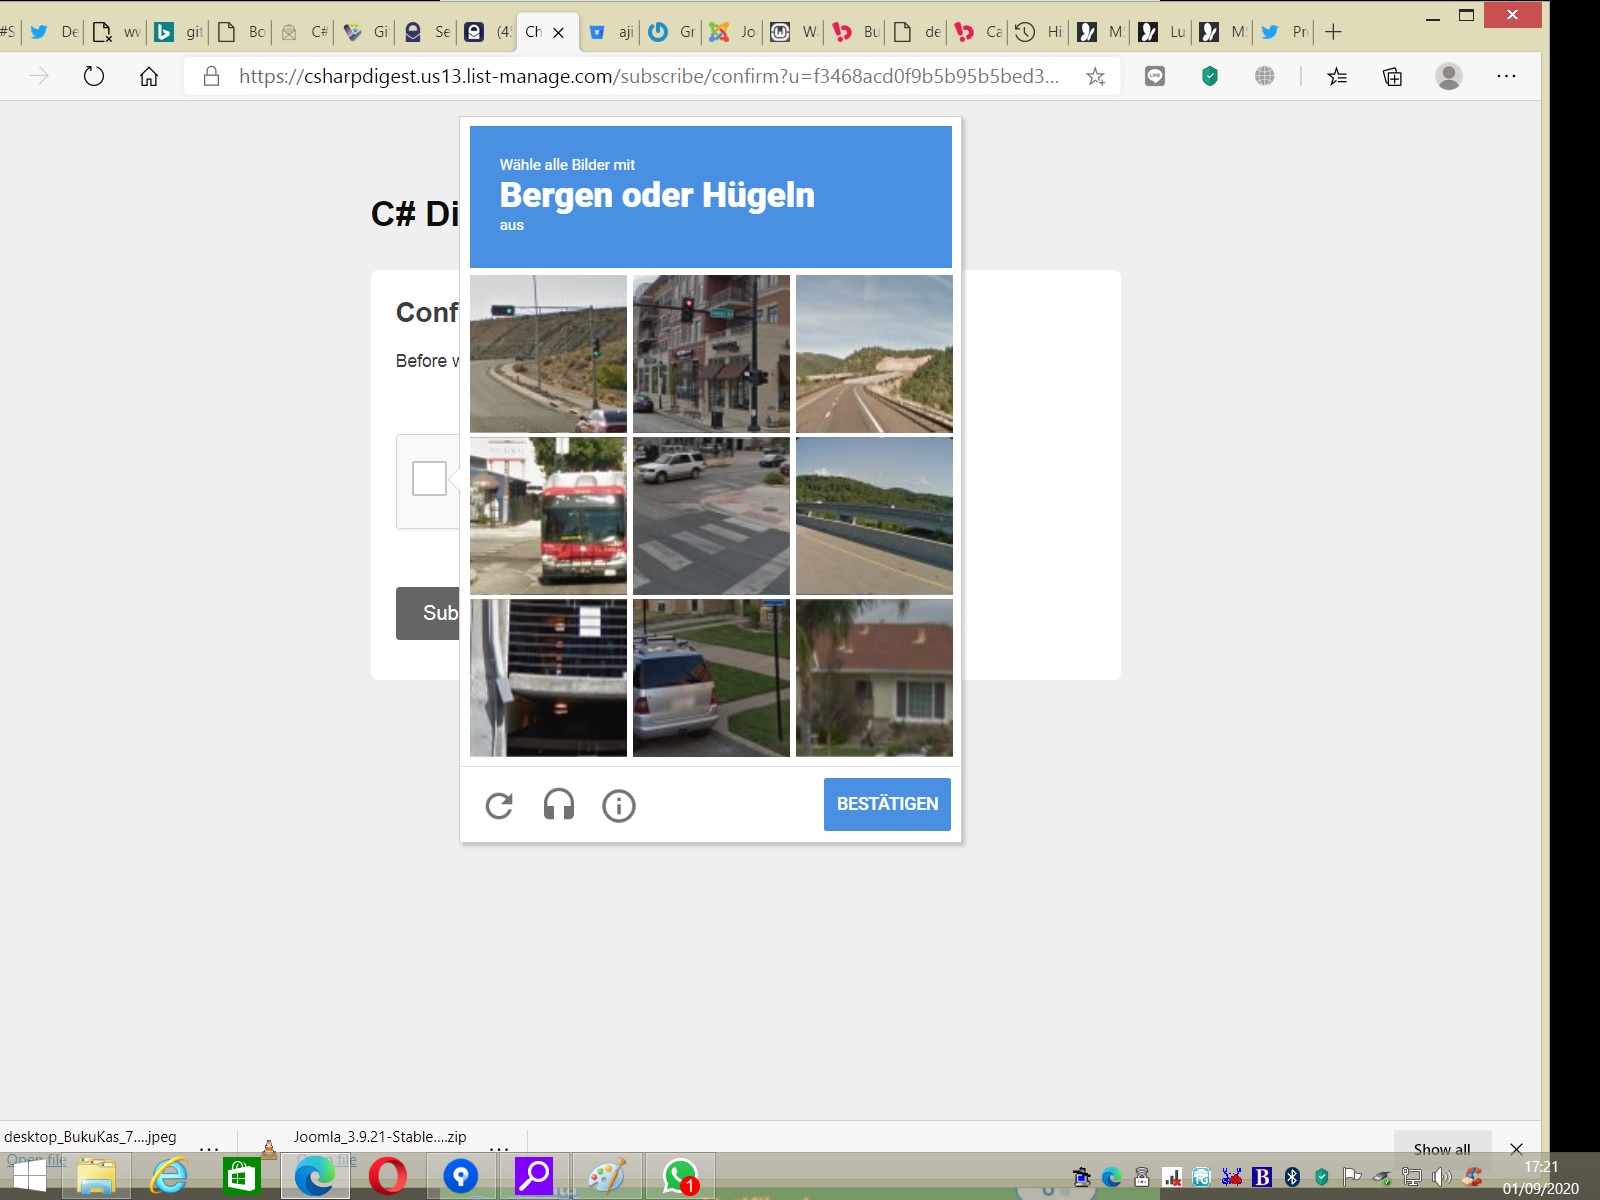 #S
De
wv
git
Bo
C#
Gi
Se
(4
Ch
aji
Gr
Jo
W
Bu
de
Ca
Hi
M
Lu
M
Pr
https://csharpdigest.us13.list-manage.com/subscribe/confirm?u=f3468acd0f9b5b95b5bed3...
LINE
Wähle alle Bilder mit
Bergen oder Hügeln
aus
C# Di
Conf
Before w
Sub
BESTÄTIGEN
desktop_BukuKas_7....jpeg
Open file
Joomla_3.9.21-Stable....zip
Open file
Show all
1
17:21
01/09/2020